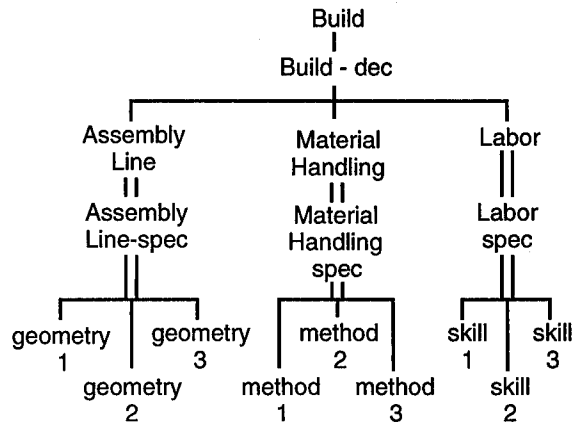 Build
Build - dec
Assembly
Line
Material
Handling
Labor
Assembly
Line-spec
Material
Handling
spec
Labor
spec
geometry
1
geometry
2
geometry
3
method
1
method
2
method
3
skill
1
skill
2
skill
3